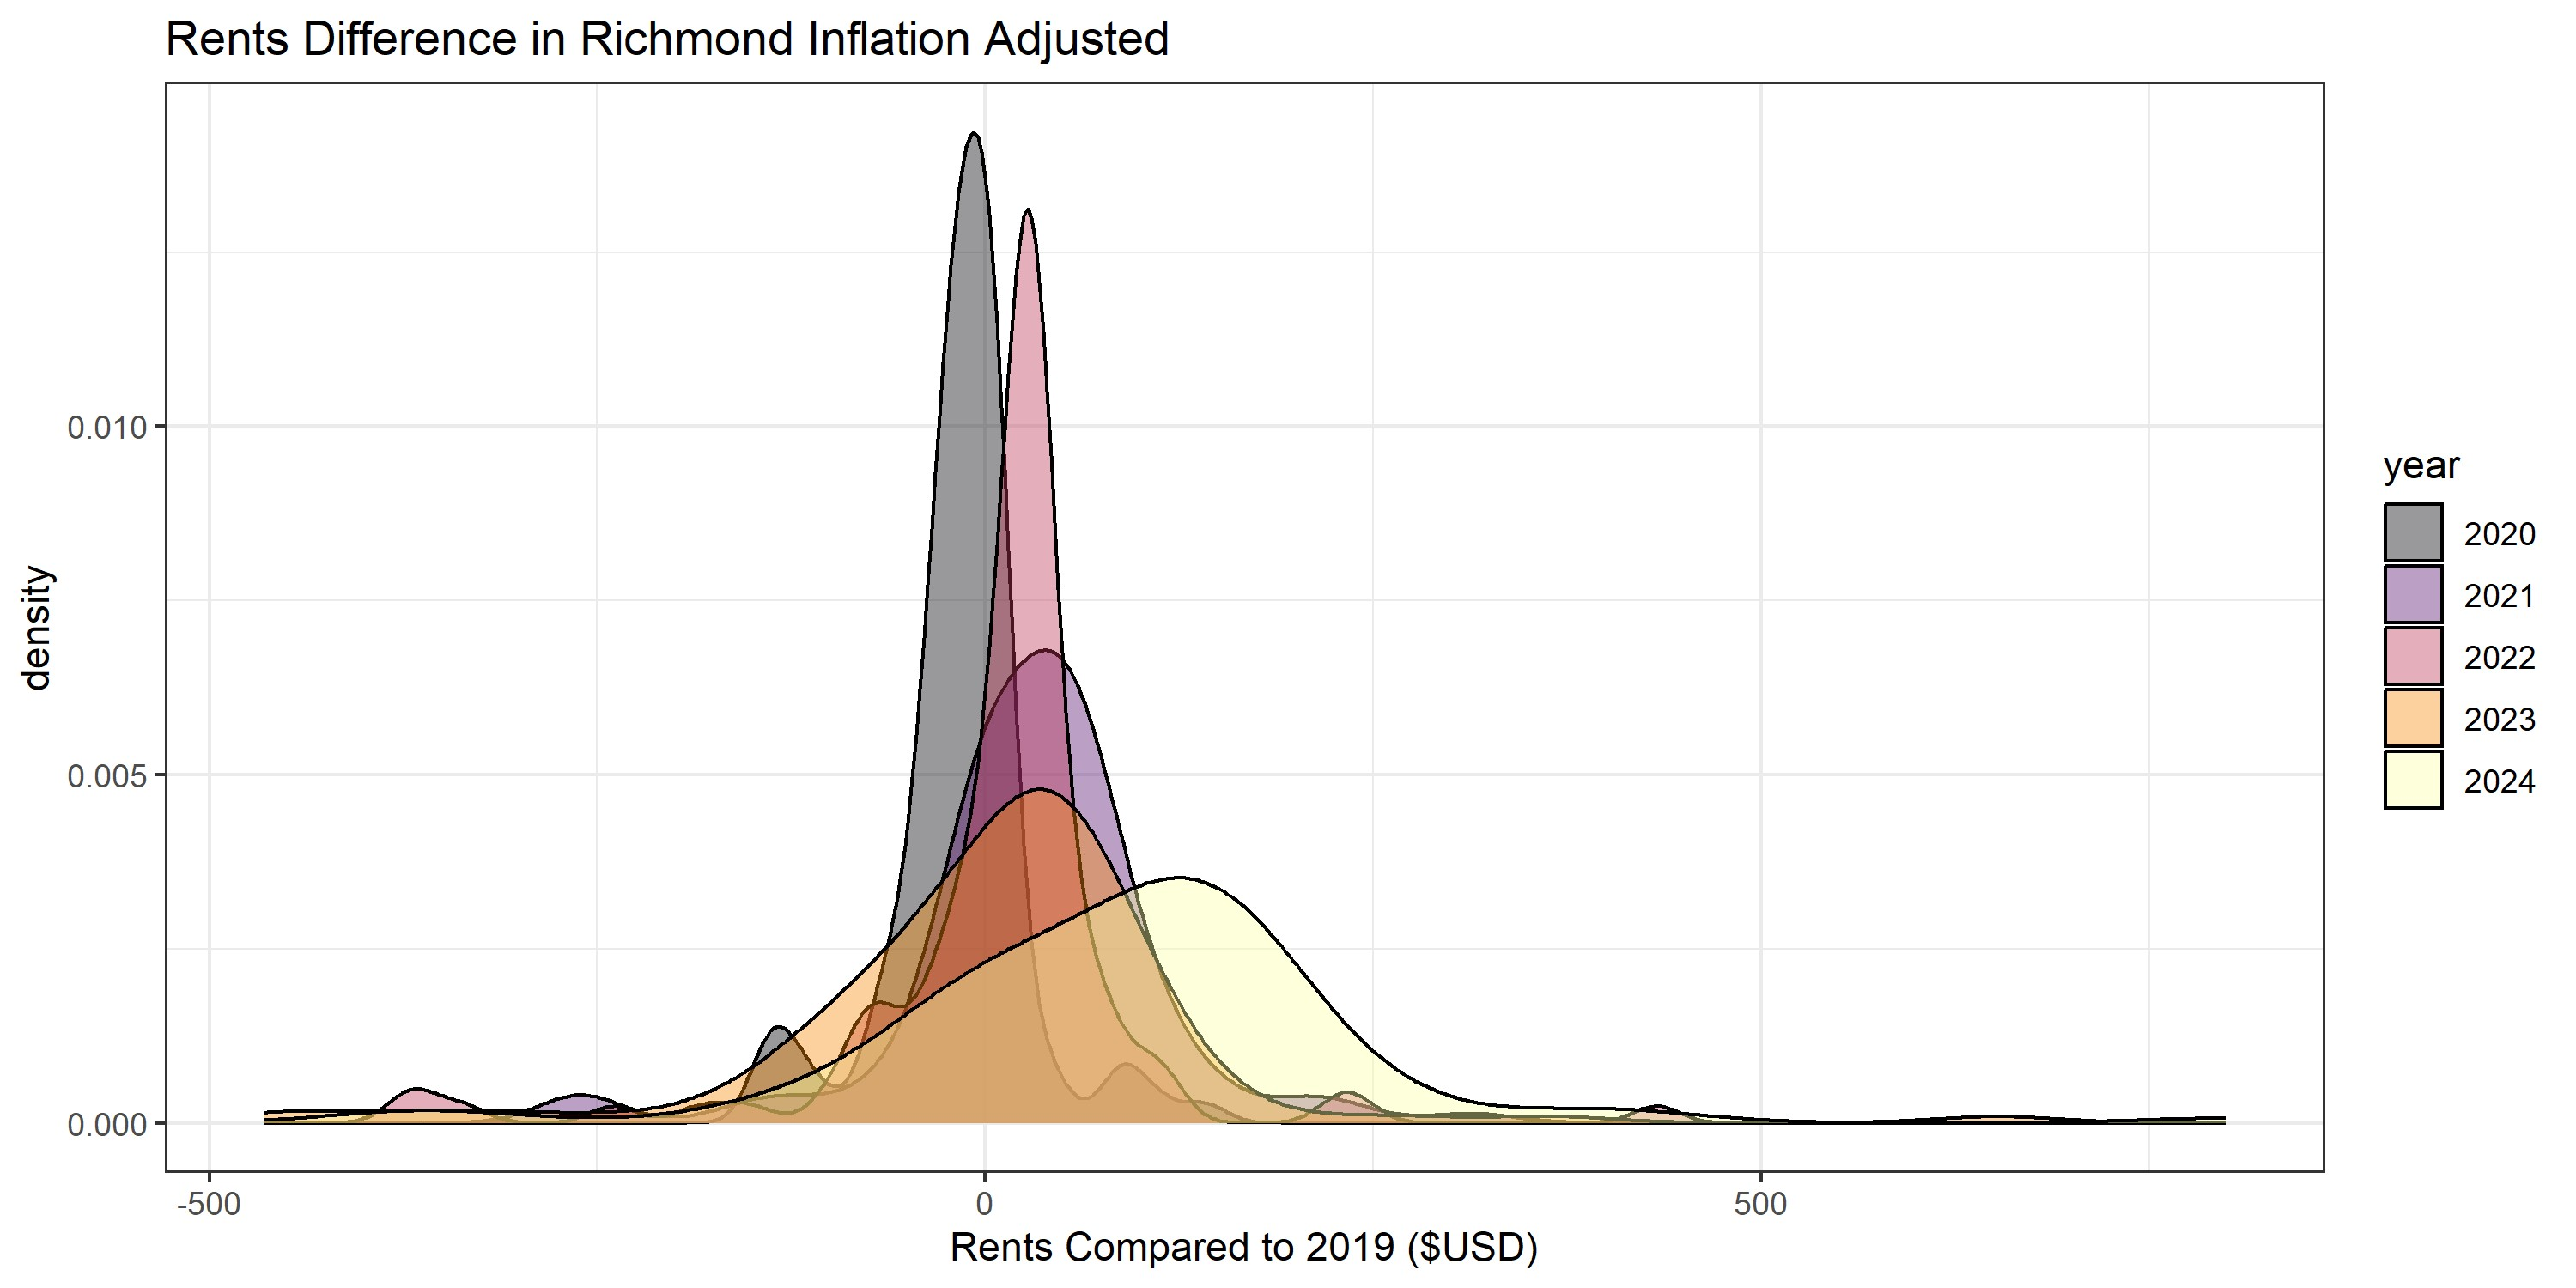 Rents Difference in Richmond Inflation Adjusted
density
0.010
0.005
0.000
-500
0
500
Rents Compared to 2019 ($USD)
year
2020
2021
2022
2023
2024